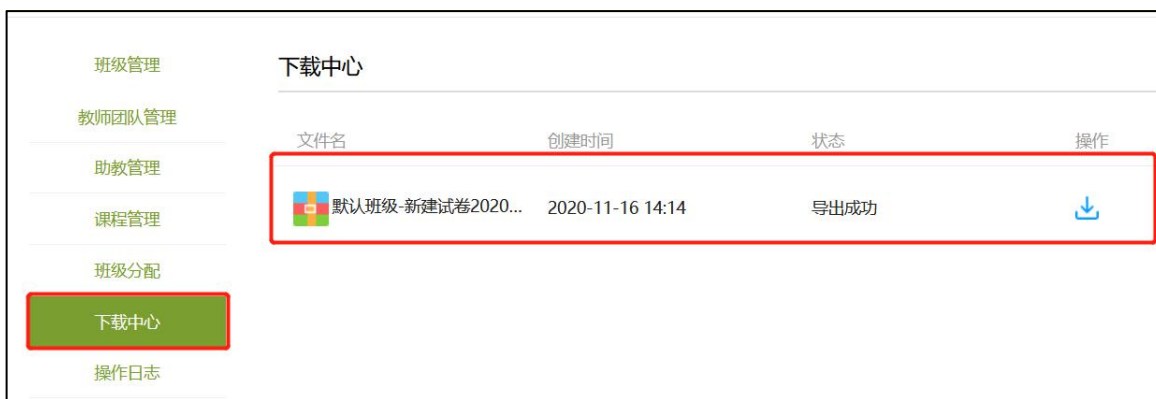 班级管理
教师团队管理
助教管理
课程管理
班级分配
下载中心
操作日志
下载中心
文件名 创建时间 状态 操作
默认班级-新建试卷2020... 2020-11-16 14:14 导出成功